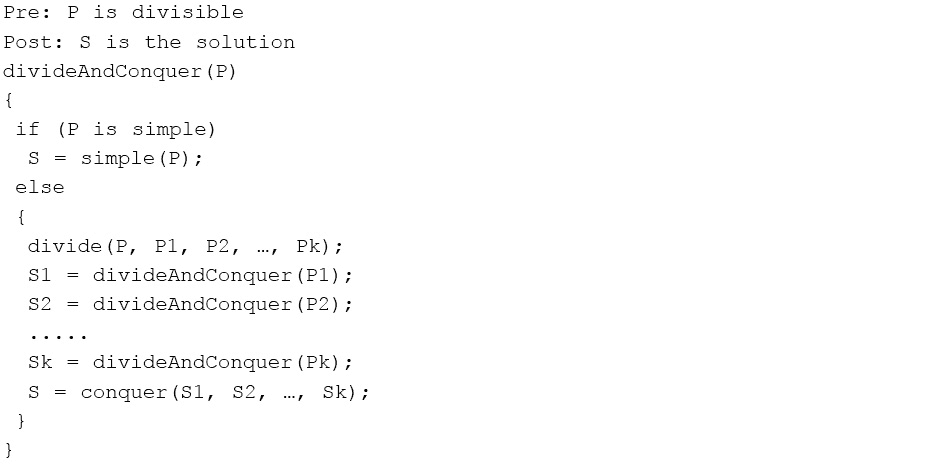 Pre: P is divisible
Post: S is the solution
divideAndConquer(P)
{
if (P is simple)
S = simple(P);
else
{
divide(P, P1, P2, …, Pk);
S1 = divideAndConquer(P1);
S2 = divideAndConquer(P2);
.....
Sk = divideAndConquer(Pk);
S = conquer(S1, S2, …, Sk);
}
}